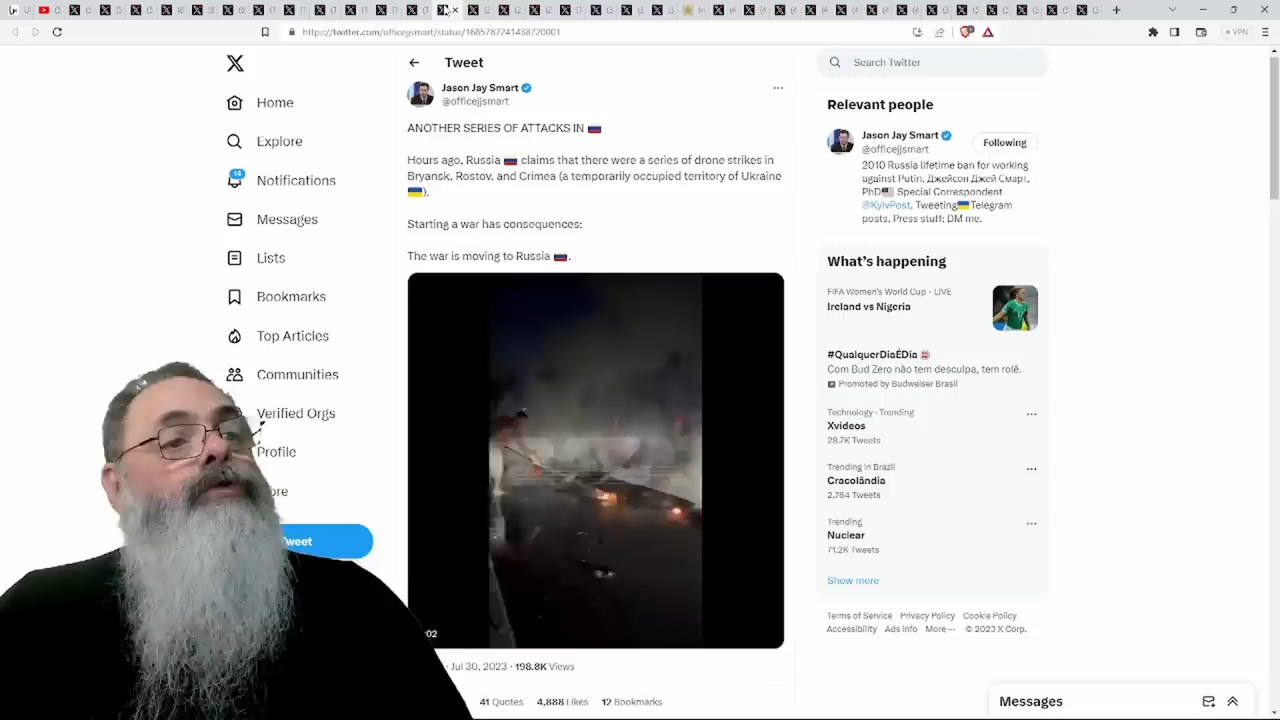 https://twitter.com/officejjsmart/status/1685787241438720001
VPN
Home
Explore
14
Notifications
Messages
Lists
Bookmarks
Top Articles
Communities
Verified Orgs
Profile
Tweet
Jason Jay Smart
@officejjsmart
ANOTHER SERIES OF ATTACKS IN 🇷🇺
Hours ago, Russia 🇷🇺 claims that there were a series of drone strikes in
Bryansk, Rostov, and Crimea (a temporarily occupied territory of Ukraine
🇺🇦).
Starting a war has consequences:
The war is moving to Russia 🇷🇺.
Jul 30, 2023 · 198.8K Views
41 Quotes 4,888 Likes 12 Bookmarks
Search Twitter
Relevant people
Jason Jay Smart
@officejjsmart
Following
2010 Russia lifetime ban for working
against Putin. Джейсон Джей Смарт,
PhD🇺🇸 Special Correspondent
@KyivPost. Tweeting🇺🇦Telegram
posts. Press stuff: DM me.
What's happening
FIFA Women's World Cup · LIVE
Ireland vs Nigeria
#QualquerDiaÉDia
Com Bud Zero não tem desculpa, tem rolê.
Promoted by Budweiser Brasil
Technology · Trending
Xvideos
28.7K Tweets
Trending in Brazil
Cracolândia
2,764 Tweets
Trending
Nuclear
71.2K Tweets
Show more
Terms of Service Privacy Policy Cookie Policy
Accessibility Ads info More ··· © 2023 X Corp.
Messages